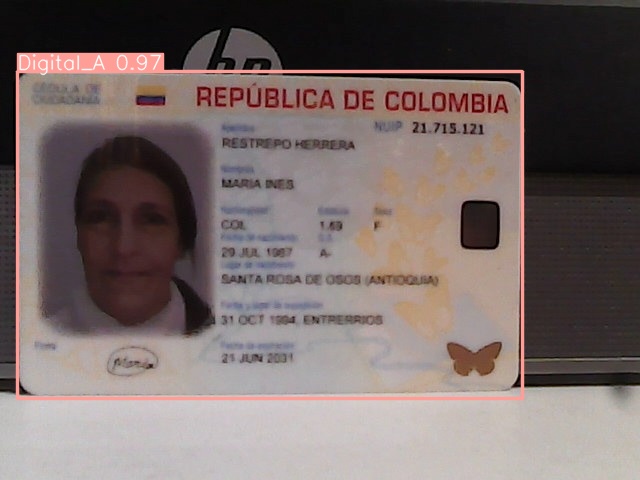 hp
Digital_A 0.97
CÉDULA DE
CIUDADANÍA
REPÚBLICA DE COLOMBIA
NUIP 21.715.121
Apellidos
RESTREPO HERRERA
Nombres
MARIA INES
Nacionalidad Estatura Sexo
COL 1.69 F
Fecha de nacimiento G.S.
29 JUL 1967 A-
Lugar de nacimiento
SANTA ROSA DE OSOS (ANTIOQUIA)
Fecha y lugar de expedición
31 OCT 1994, ENTRERRIOS
Fecha de expiración
21 JUN 2031
Firma
María